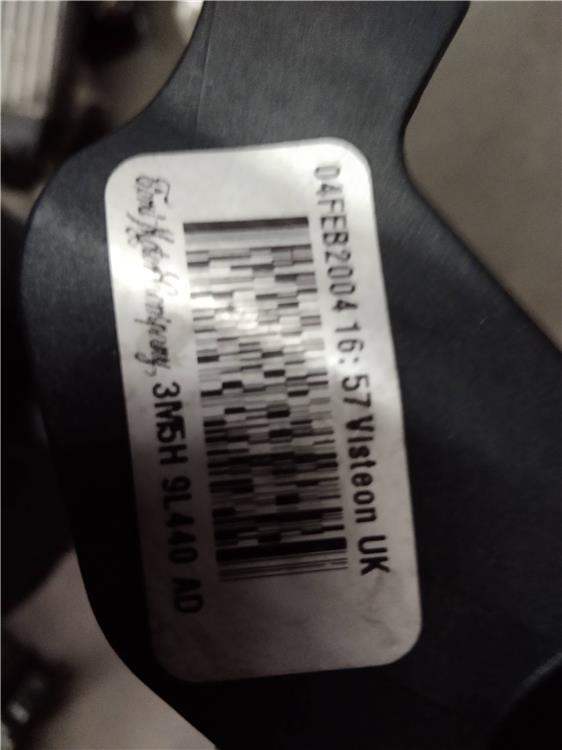 04FEB2004 16:57 Visteon UK
Ford Motor Company, 3M5H 9L440 AD